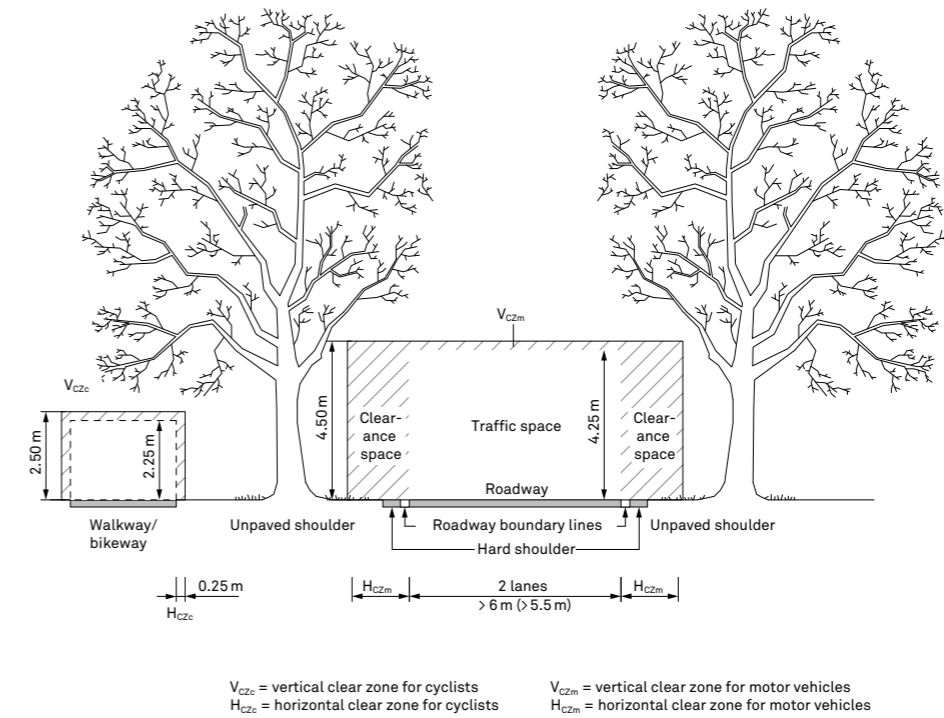 V_CZm
V_CZc
4.50 m
Clear-
ance
space
Traffic space
4.25 m
Clear-
ance
space
2.50 m
2.25 m
Roadway
Walkway/
bikeway
Unpaved shoulder
Roadway boundary lines
Unpaved shoulder
Hard shoulder
0.25 m
H_CZc
H_CZm
2 lanes
> 6 m (> 5.5 m)
H_CZm
V_CZc = vertical clear zone for cyclists
H_CZc = horizontal clear zone for cyclists
V_CZm = vertical clear zone for motor vehicles
H_CZm = horizontal clear zone for motor vehicles